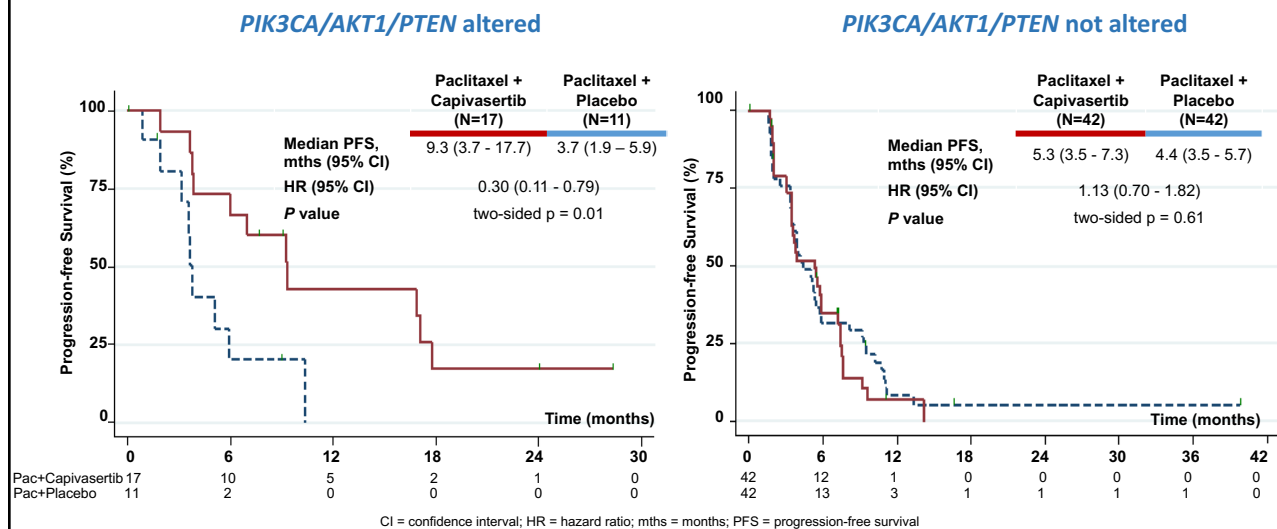 PIK3CA/AKT1/PTEN altered
Paclitaxel +
Capivasertib
(N=17)
Paclitaxel +
Placebo
(N=11)
Median PFS,
mths (95% CI)
9.3 (3.7 - 17.7)
3.7 (1.9 – 5.9)
HR (95% CI)
0.30 (0.11 - 0.79)
P value
two-sided p = 0.01
Progression-free Survival (%)
100
75
50
25
0
Time (months)
0 6 12 18 24 30
Pac+Capivasertib 17 10 5 2 1 0
Pac+Placebo 11 2 0 0 0 0
PIK3CA/AKT1/PTEN not altered
Paclitaxel +
Capivasertib
(N=42)
Paclitaxel +
Placebo
(N=42)
Median PFS,
mths (95% CI)
5.3 (3.5 - 7.3)
4.4 (3.5 - 5.7)
HR (95% CI)
1.13 (0.70 - 1.82)
P value
two-sided p = 0.61
Progression-free Survival (%)
100
75
50
25
0
Time (months)
0 6 12 18 24 30 36 42
42 12 1 0 0 0 0 0
42 13 3 1 1 1 1 0
CI = confidence interval; HR = hazard ratio; mths = months; PFS = progression-free survival